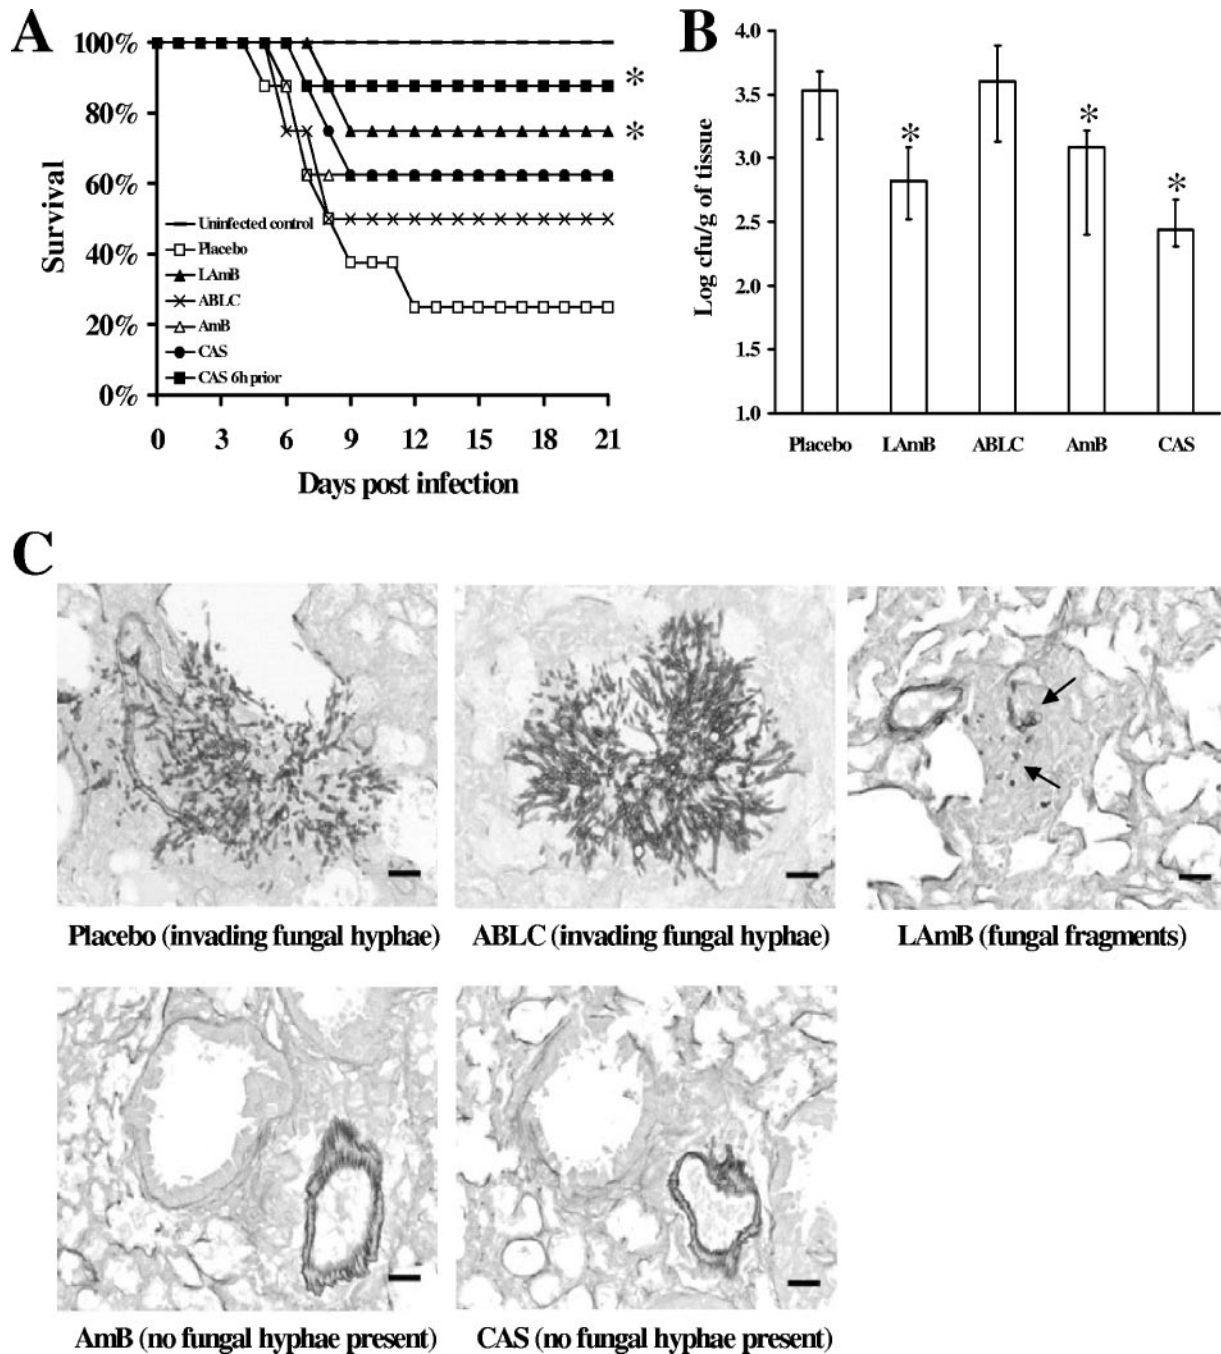 A
100%
80%
60%
40%
20%
0%
Survival
Uninfected control
Placebo
LAmB
ABLC
AmB
CAS
CAS 6h prior
*
*
0 3 6 9 12 15 18 21
Days post infection
B
4.0
3.5
3.0
2.5
2.0
1.5
1.0
Log cfu/g of tissue
*
*
*
Placebo LAmB ABLC AmB CAS
C
Placebo (invading fungal hyphae)
ABLC (invading fungal hyphae)
LAmB (fungal fragments)
AmB (no fungal hyphae present)
CAS (no fungal hyphae present)